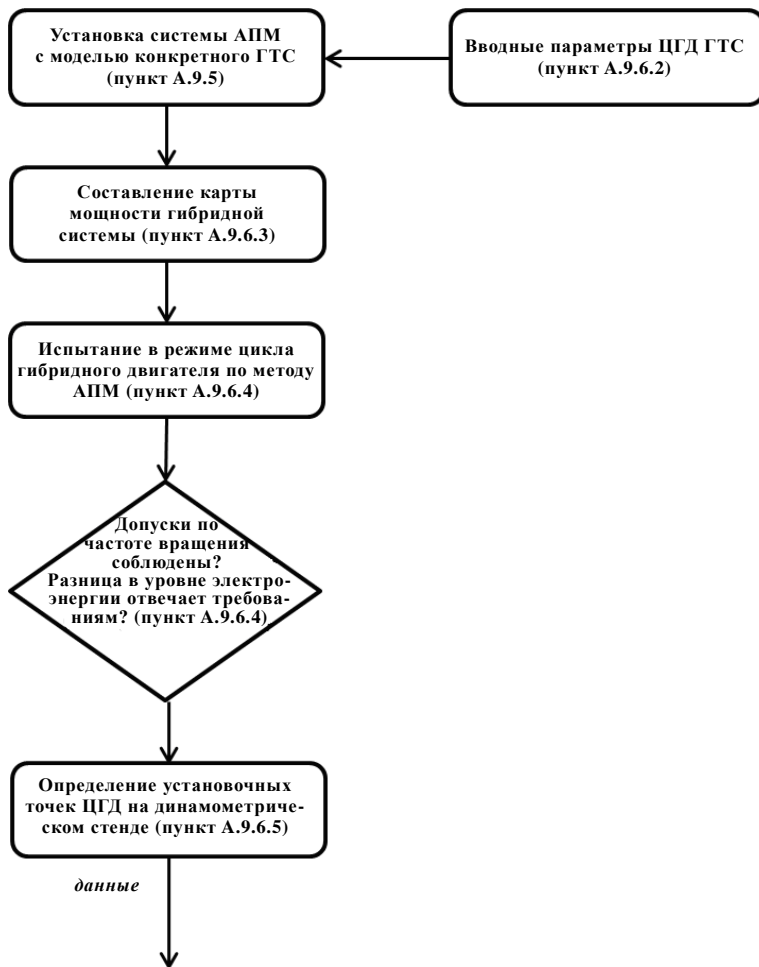 Установка системы АПМ
с моделью конкретного ГТС
(пункт A.9.5)
Вводные параметры ЦГД ГТС
(пункт A.9.6.2)
Составление карты
мощности гибридной
системы (пункт A.9.6.3)
Испытание в режиме цикла
гибридного двигателя по методу
АПМ (пункт A.9.6.4)
Допуски по
частоте вращения
соблюдены?
Разница в уровне электро-
энергии отвечает требова-
ниям? (пункт A.9.6.4)
Определение установочных
точек ЦГД на динамометриче-
ском стенде (пункт A.9.6.5)
данные